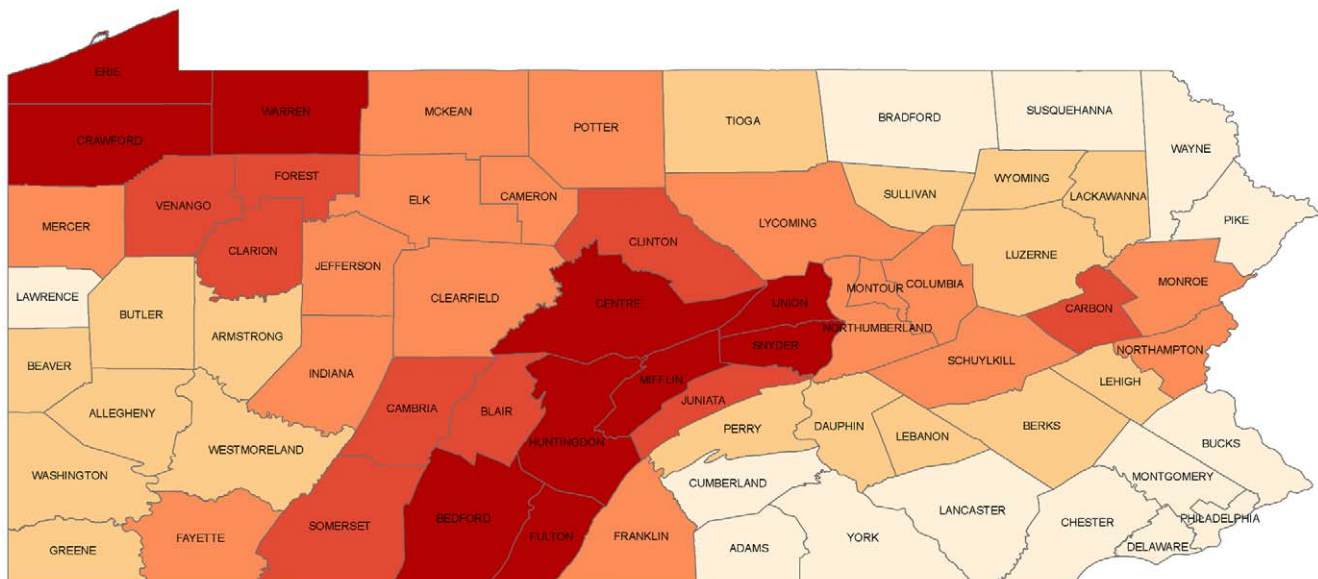 ERIE
WARREN
MCKEAN
POTTER
TIOGA
BRADFORD
SUSQUEHANNA
CRAWFORD
WAYNE
FOREST
WYOMING
VENANGO
ELK
CAMERON
SULLIVAN
LACKAWANNA
MERCER
LYCOMING
PIKE
CLARION
CLINTON
JEFFERSON
LUZERNE
LAWRENCE
CLEARFIELD
CENTRE
UNION
MONTOUR
COLUMBIA
MONROE
BUTLER
CARBON
ARMSTRONG
NORTHUMBERLAND
SNYDER
BEAVER
INDIANA
MIFFLIN
SCHUYLKILL
NORTHAMPTON
LEHIGH
ALLEGHENY
CAMBRIA
BLAIR
JUNIATA
HUNTINGDON
PERRY
DAUPHIN
LEBANON
BERKS
BUCKS
WESTMORELAND
WASHINGTON
MONTGOMERY
CUMBERLAND
LANCASTER
SOMERSET
BEDFORD
PHILADELPHIA
CHESTER
FULTON
FAYETTE
FRANKLIN
YORK
GREENE
ADAMS
DELAWARE